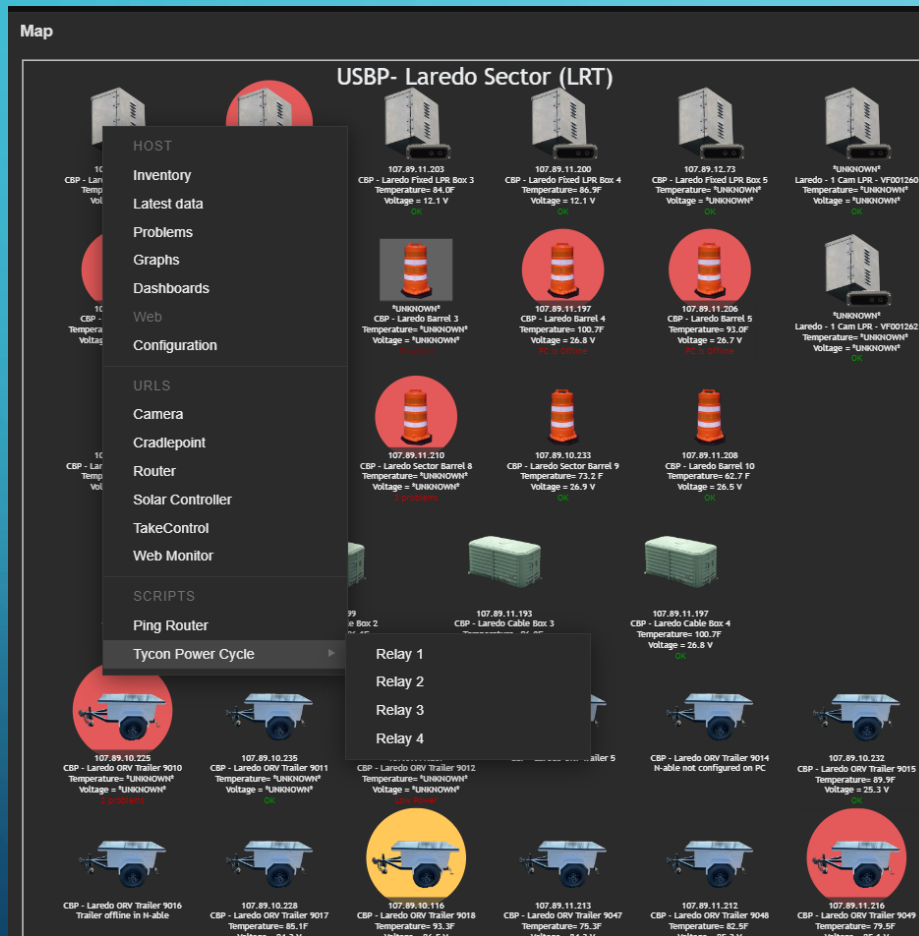 Map
USBP- Laredo Sector (LRT)
107.89.11.203
CBP - Laredo Fixed LPR Box 3
Temperature= 84.0F
Voltage = 12.1 V
OK
107.89.11.200
CBP - Laredo Fixed LPR Box 4
Temperature= 86.9F
Voltage = 12.1 V
OK
107.89.12.73
CBP - Laredo Fixed LPR Box 5
Temperature= *UNKNOWN*
Voltage = *UNKNOWN*
OK
*UNKNOWN*
Laredo - 1 Cam LPR - VF001260
Temperature= *UNKNOWN*
Voltage = *UNKNOWN*
OK
HOST
Inventory
Latest data
Problems
Graphs
Dashboards
Web
Configuration
URLS
Camera
Cradlepoint
Router
Solar Controller
TakeControl
Web Monitor
SCRIPTS
Ping Router
Tycon Power Cycle
Relay 1
Relay 2
Relay 3
Relay 4
*UNKNOWN*
CBP - Laredo Barrel 3
Temperature= *UNKNOWN*
Voltage = *UNKNOWN*
107.89.11.197
CBP - Laredo Barrel 4
Temperature= 100.7F
Voltage = 26.8 V
PC is Offline
107.89.11.206
CBP - Laredo Barrel 5
Temperature= 93.0F
Voltage = 26.7 V
PC is Offline
*UNKNOWN*
Laredo - 1 Cam LPR - VF001262
Temperature= *UNKNOWN*
Voltage = *UNKNOWN*
OK
107.89.11.210
CBP - Laredo Sector Barrel 8
Temperature= *UNKNOWN*
Voltage = *UNKNOWN*
2 problems
107.89.10.233
CBP - Laredo Sector Barrel 9
Temperature= 73.2 F
Voltage = 26.9 V
OK
107.89.11.208
CBP - Laredo Barrel 10
Temperature= 62.7 F
Voltage = 26.5 V
OK
107.89.11.193
CBP - Laredo Cable Box 3
107.89.11.197
CBP - Laredo Cable Box 4
Temperature= 100.7F
Voltage = 26.8 V
OK
107.89.10.225
CBP - Laredo ORV Trailer 9010
Temperature= *UNKNOWN*
Voltage = *UNKNOWN*
2 problems
107.89.10.235
CBP - Laredo ORV Trailer 9011
Temperature= *UNKNOWN*
Voltage = *UNKNOWN*
OK
CBP - Laredo ORV Trailer 9012
Temperature= *UNKNOWN*
Voltage = *UNKNOWN*
Low Power
CBP - Laredo ORV Trailer 9014
N-able not configured on PC
107.89.10.232
CBP - Laredo ORV Trailer 9015
Temperature= 89.9F
Voltage = 25.3 V
OK
CBP - Laredo ORV Trailer 9016
Trailer offline in N-able
107.89.10.228
CBP - Laredo ORV Trailer 9017
Temperature= 85.1F
107.89.10.116
CBP - Laredo ORV Trailer 9018
Temperature= 93.3F
107.89.11.213
CBP - Laredo ORV Trailer 9047
Temperature= 75.3F
107.89.11.212
CBP - Laredo ORV Trailer 9048
Temperature= 82.5F
107.89.11.216
CBP - Laredo ORV Trailer 9049
Temperature= 79.5F